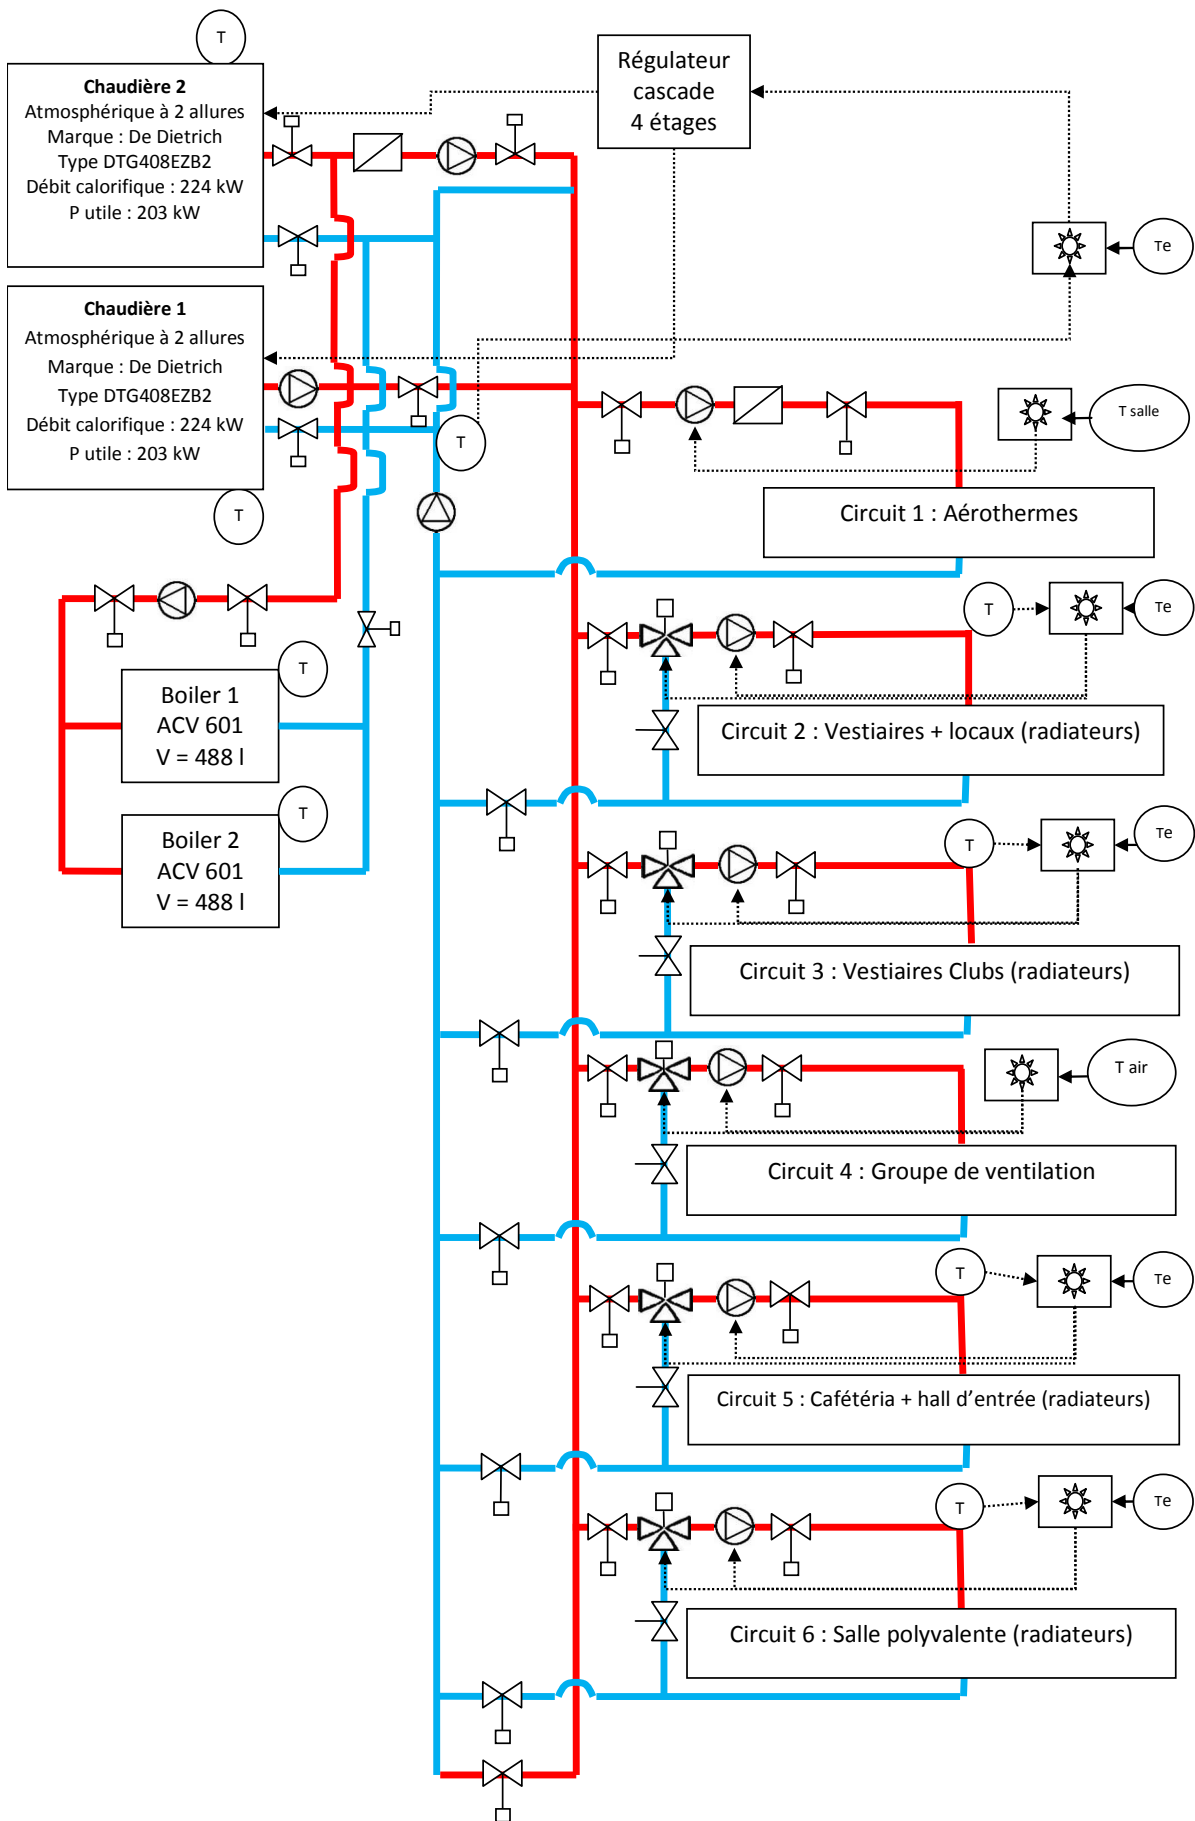 T
Chaudière 2
Atmosphérique à 2 allures
Marque : De Dietrich
Type DTG408EZB2
Débit calorifique : 224 kW
P utile : 203 kW
Régulateur
cascade
4 étages
Te
Chaudière 1
Atmosphérique à 2 allures
Marque : De Dietrich
Type DTG408EZB2
Débit calorifique : 224 kW
P utile : 203 kW
T
T
T salle
Circuit 1 : Aérothermes
T
Te
Circuit 2 : Vestiaires + locaux (radiateurs)
T
Boiler 1
ACV 601
V = 488 l
T
Boiler 2
ACV 601
V = 488 l
T
Te
Circuit 3 : Vestiaires Clubs (radiateurs)
T air
Circuit 4 : Groupe de ventilation
T
Te
Circuit 5 : Cafétéria + hall d’entrée (radiateurs)
T
Te
Circuit 6 : Salle polyvalente (radiateurs)